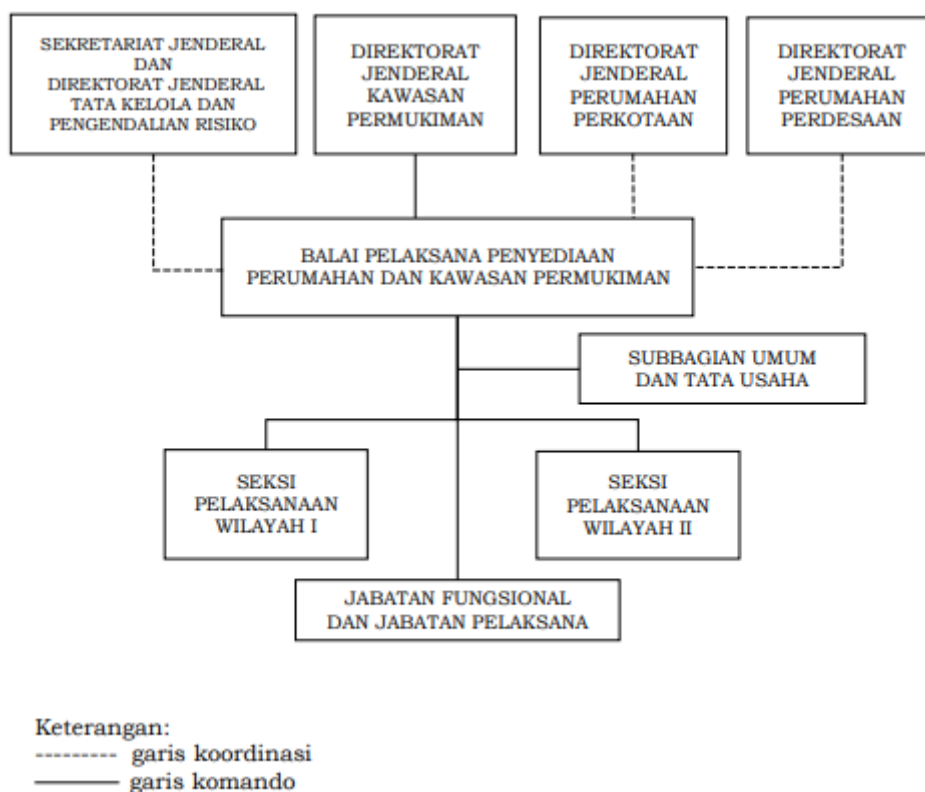 SEKRETARIAT JENDERAL
DAN
DIREKTORAT JENDERAL
TATA KELOLA DAN
PENGENDALIAN RISIKO
DIREKTORAT
JENDERAL
KAWASAN
PERMUKIMAN
DIREKTORAT
JENDERAL
PERUMAHAN
PERKOTAAN
DIREKTORAT
JENDERAL
PERUMAHAN
PERDESAAN
BALAI PELAKSANA PENYEDIAAN
PERUMAHAN DAN KAWASAN PERMUKIMAN
SUBBAGIAN UMUM
DAN TATA USAHA
SEKSI
PELAKSANAAN
WILAYAH I
SEKSI
PELAKSANAAN
WILAYAH II
JABATAN FUNGSIONAL
DAN JABATAN PELAKSANA
Keterangan:
--------- garis koordinasi
——— garis komando